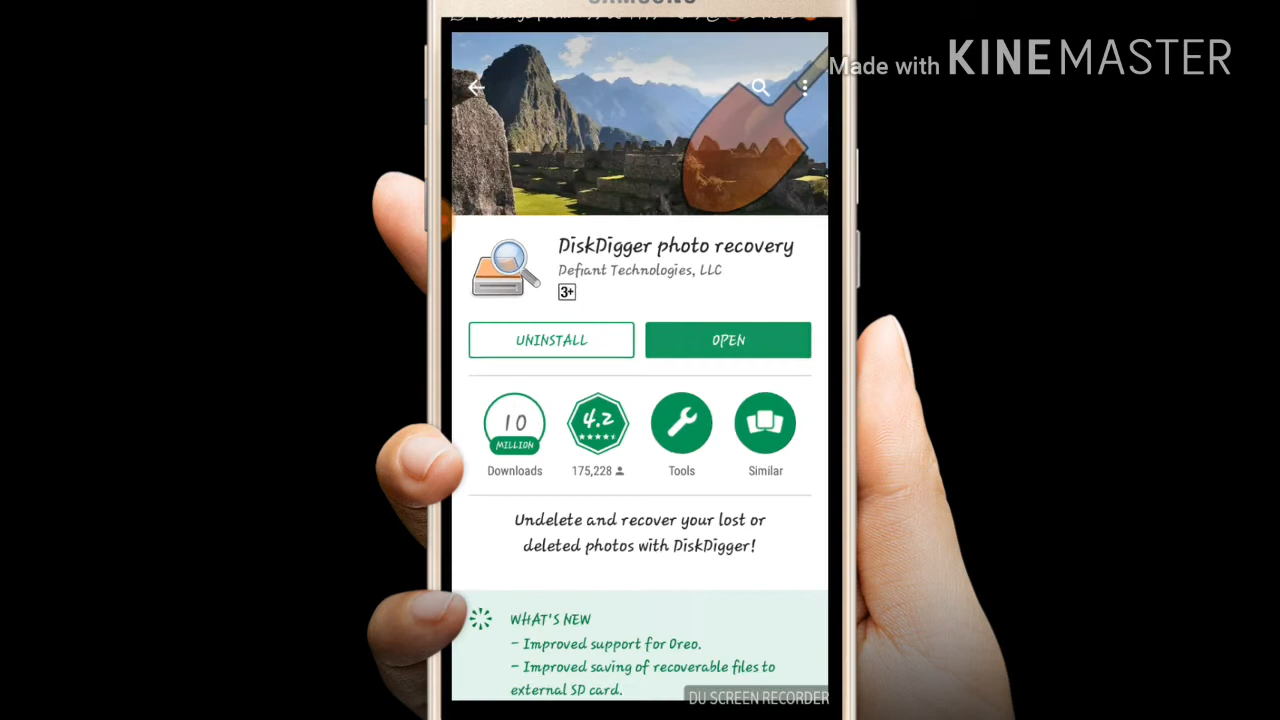 SAMSUNG
Made with KINEMASTER
DiskDigger photo recovery
Defiant Technologies, LLC
3+
UNINSTALL
OPEN
10
MILLION
4.2
Downloads
175,228
Tools
Similar
Undelete and recover your lost or
deleted photos with DiskDigger!
WHAT'S NEW
- Improved support for Oreo.
- Improved saving of recoverable files to
external SD card.
DU SCREEN RECORDER